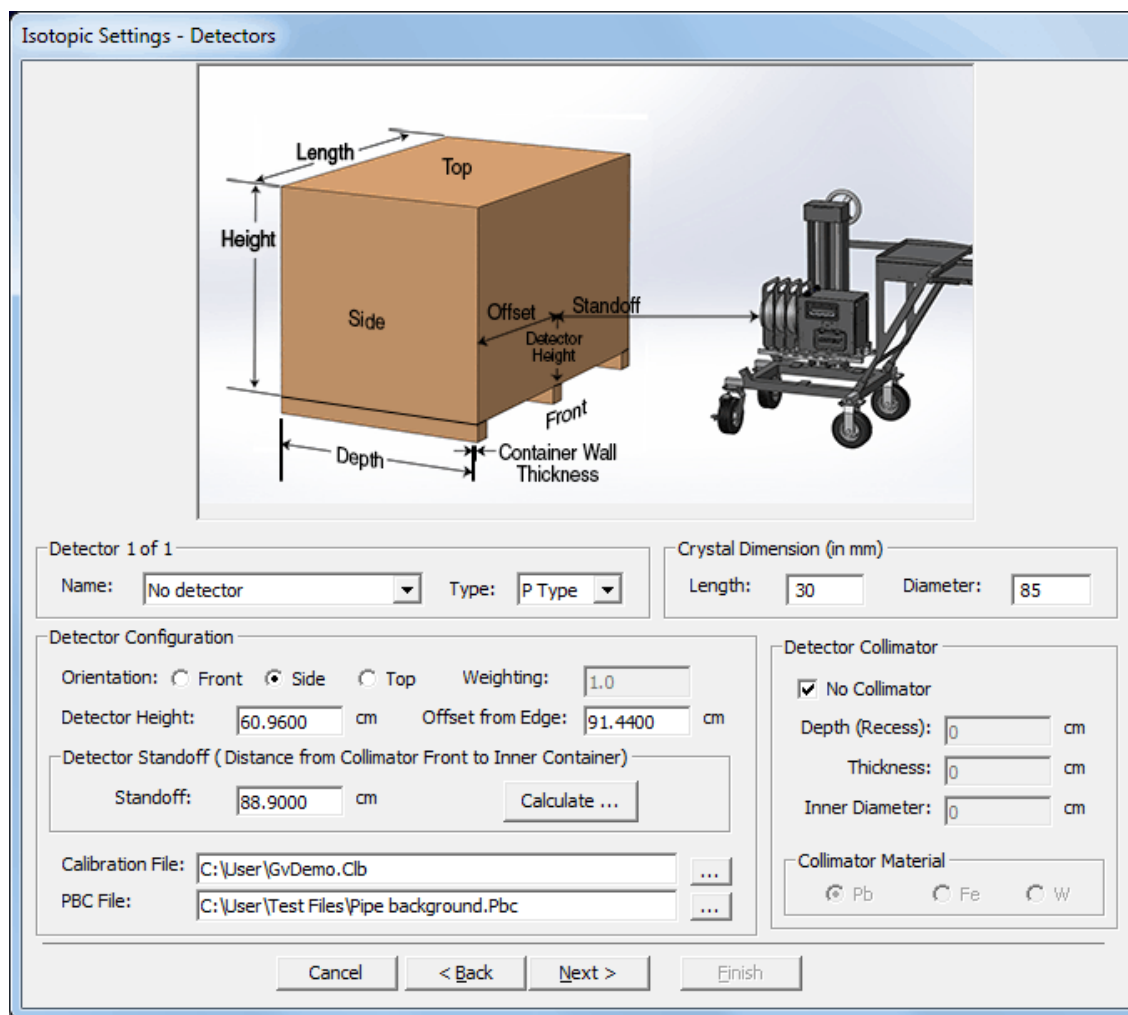 Isotopic Settings - Detectors
Length
Top
Height
Side
Offset
Standoff
Detector
Height
Front
Depth
Container Wall
Thickness
Detector 1 of 1
Name:
No detector
Type:
P Type
Crystal Dimension (in mm)
Length:
30
Diameter:
85
Detector Configuration
Orientation:
Front
Side
Top
Weighting:
1.0
Detector Height:
60.9600
cm
Offset from Edge:
91.4400
cm
Detector Standoff ( Distance from Collimator Front to Inner Container)
Standoff:
88.9000
cm
Calculate ...
Calibration File:
C:\User\GvDemo.Clb
...
PBC File:
C:\User\Test Files\Pipe background.Pbc
...
Detector Collimator
No Collimator
Depth (Recess):
0
cm
Thickness:
0
cm
Inner Diameter:
0
cm
Collimator Material
Pb
Fe
W
Cancel
< Back
Next >
Finish